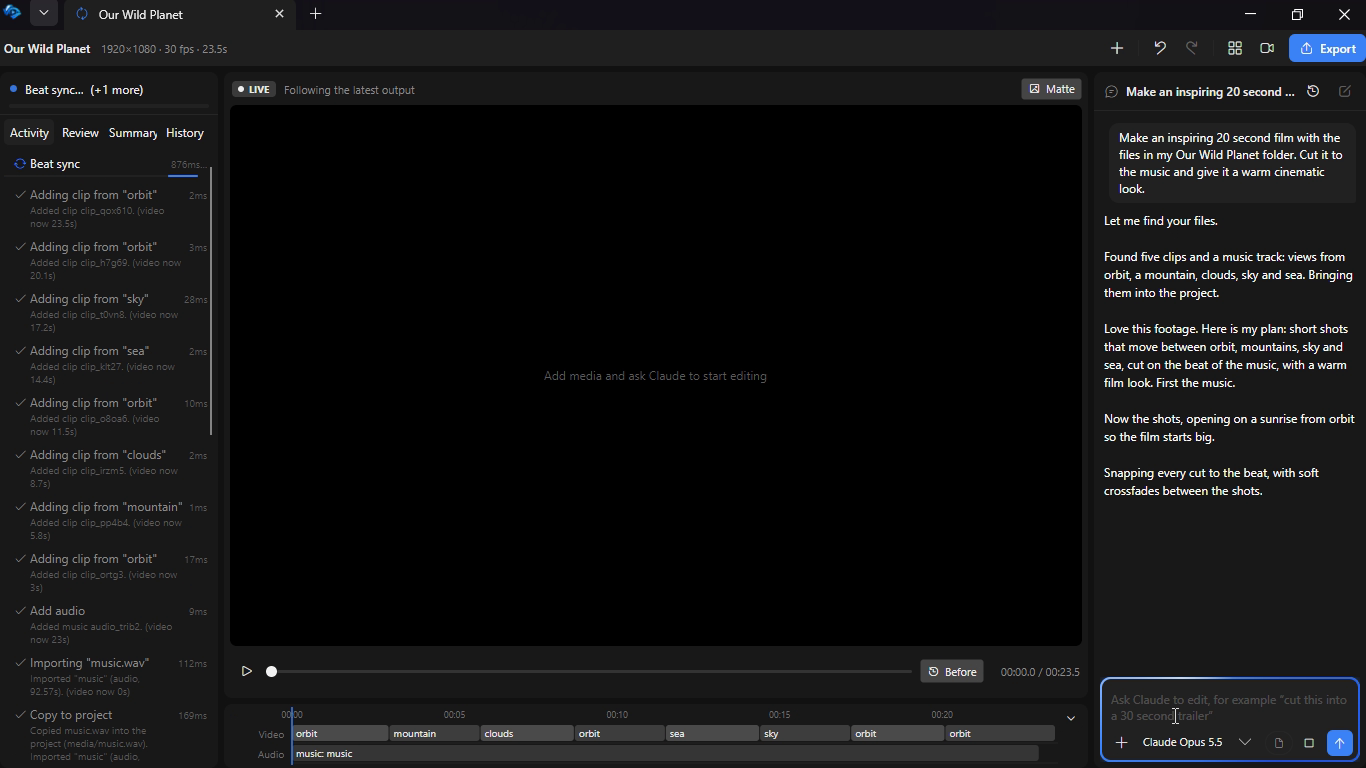 Our Wild Planet
Our Wild Planet 1920×1080 · 30 fps · 23.5s
Export
Beat sync... (+1 more)
Activity Review Summary History
Beat sync 876ms...
Adding clip from "orbit" 2ms
Added clip clip_qox610. (video
now 23.5s)
Adding clip from "orbit" 3ms
Added clip clip_h7g69. (video now
20.1s)
Adding clip from "sky" 28ms
Added clip clip_t0vn8. (video now
17.2s)
Adding clip from "sea" 2ms
Added clip clip_klt27. (video now
14.4s)
Adding clip from "orbit" 10ms
Added clip clip_o8oa6. (video
now 11.5s)
Adding clip from "clouds" 2ms
Added clip clip_irzm5. (video now
8.7s)
Adding clip from "mountain" 1ms
Added clip clip_pp4b4. (video now
5.8s)
Adding clip from "orbit" 17ms
Added clip clip_ortg3. (video now
3s)
Add audio 9ms
Added music audio_trib2. (video
now 23s)
Importing "music.wav" 112ms
Imported "music" (audio,
92.57s). (video now 0s)
Copy to project 169ms
Copied music.wav into the
project (media/music.wav).
Imported "music" (audio,
LIVE Following the latest output
Matte
Add media and ask Claude to start editing
Before 00:00.0 / 00:23.5
00:00 00:05 00:10 00:15 00:20
Video orbit mountain clouds orbit sea sky orbit orbit
Audio music: music
Make an inspiring 20 second ...
Make an inspiring 20 second film with the
files in my Our Wild Planet folder. Cut it to
the music and give it a warm cinematic
look.
Let me find your files.
Found five clips and a music track: views from
orbit, a mountain, clouds, sky and sea. Bringing
them into the project.
Love this footage. Here is my plan: short shots
that move between orbit, mountains, sky and
sea, cut on the beat of the music, with a warm
film look. First the music.
Now the shots, opening on a sunrise from orbit
so the film starts big.
Snapping every cut to the beat, with soft
crossfades between the shots.
Ask Claude to edit, for example "cut this into
a 30 second trailer"
Claude Opus 5.5